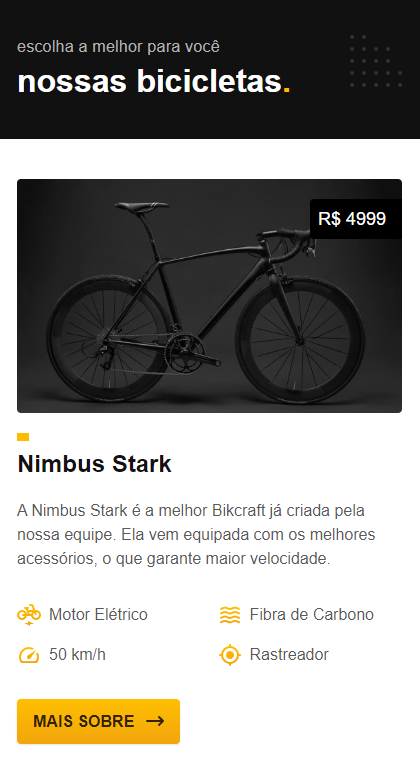 escolha a melhor para você
nossas bicicletas.
R$ 4999
Nimbus Stark
A Nimbus Stark é a melhor Bikcraft já criada pela
nossa equipe. Ela vem equipada com os melhores
acessórios, o que garante maior velocidade.
Motor Elétrico
Fibra de Carbono
50 km/h
Rastreador
MAIS SOBRE